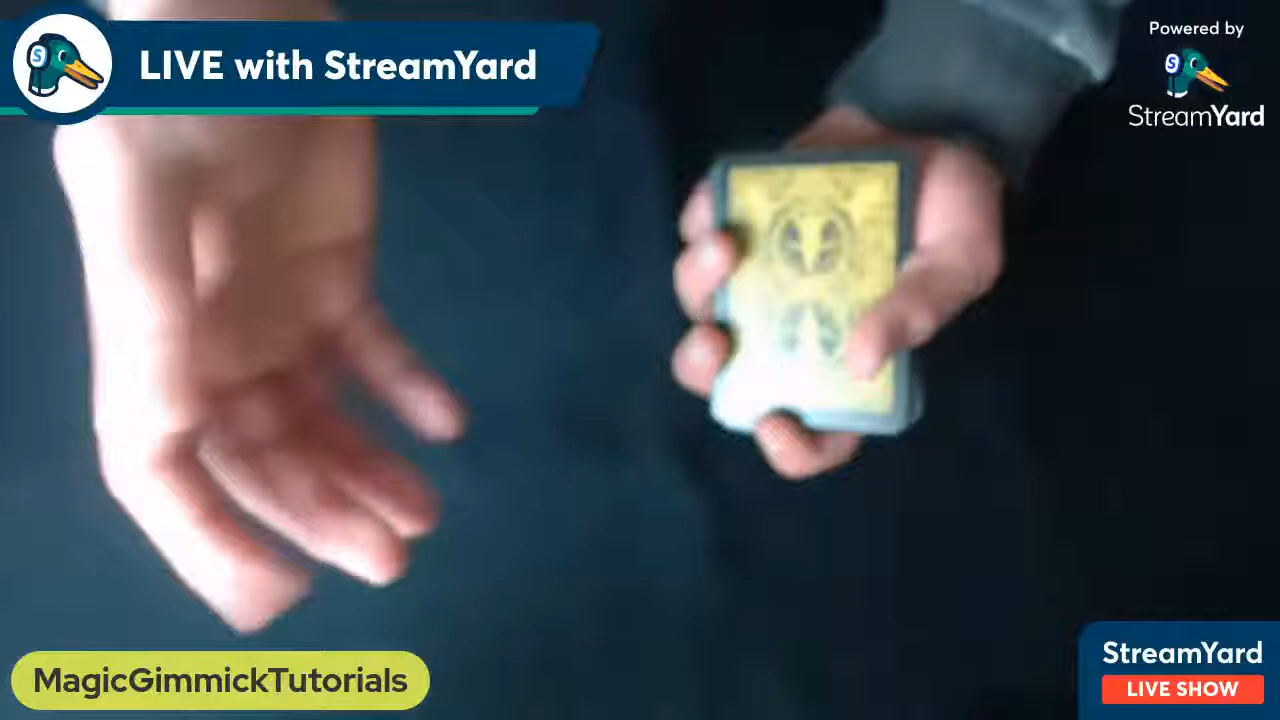 LIVE with StreamYard
Powered by
StreamYard
MagicGimmickTutorials
StreamYard
LIVE SHOW